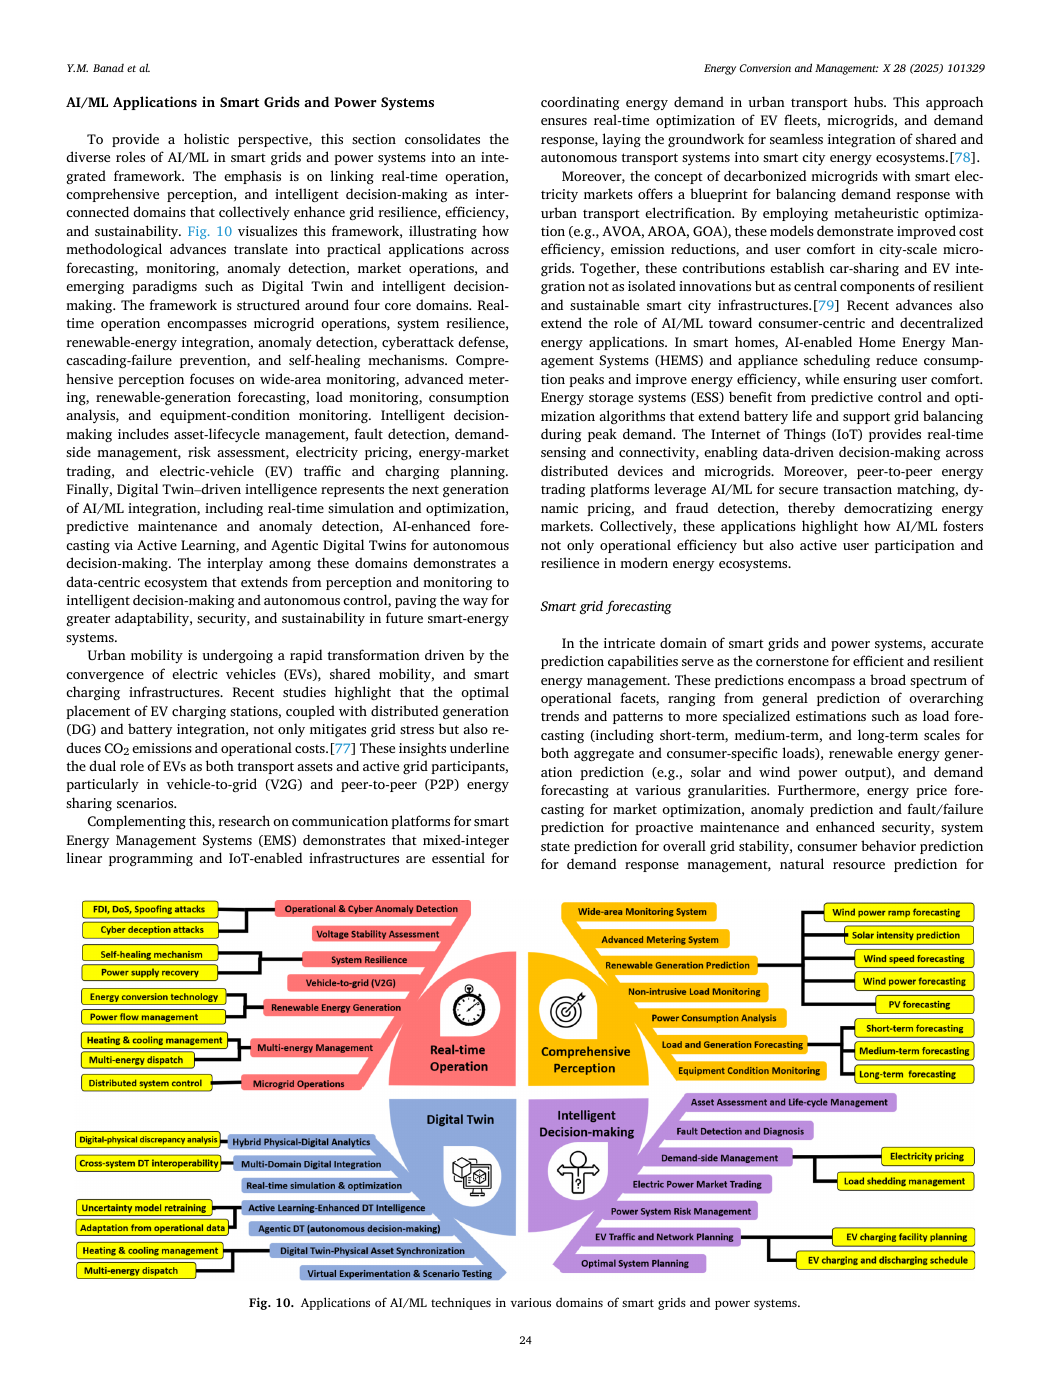 Y.M. Banad et al.
Energy Conversion and Management: X 28 (2025) 101329
AI/ML Applications in Smart Grids and Power Systems
To provide a holistic perspective, this section consolidates the
diverse roles of AI/ML in smart grids and power systems into an inte-
grated framework. The emphasis is on linking real-time operation,
comprehensive perception, and intelligent decision-making as inter-
connected domains that collectively enhance grid resilience, efficiency,
and sustainability. Fig. 10 visualizes this framework, illustrating how
methodological advances translate into practical applications across
forecasting, monitoring, anomaly detection, market operations, and
emerging paradigms such as Digital Twin and intelligent decision-
making. The framework is structured around four core domains. Real-
time operation encompasses microgrid operations, system resilience,
renewable-energy integration, anomaly detection, cyberattack defense,
cascading-failure prevention, and self-healing mechanisms. Compre-
hensive perception focuses on wide-area monitoring, advanced meter-
ing, renewable-generation forecasting, load monitoring, consumption
analysis, and equipment-condition monitoring. Intelligent decision-
making includes asset-lifecycle management, fault detection, demand-
side management, risk assessment, electricity pricing, energy-market
trading, and electric-vehicle (EV) traffic and charging planning.
Finally, Digital Twin–driven intelligence represents the next generation
of AI/ML integration, including real-time simulation and optimization,
predictive maintenance and anomaly detection, AI-enhanced fore-
casting via Active Learning, and Agentic Digital Twins for autonomous
decision-making. The interplay among these domains demonstrates a
data-centric ecosystem that extends from perception and monitoring to
intelligent decision-making and autonomous control, paving the way for
greater adaptability, security, and sustainability in future smart-energy
systems.
Urban mobility is undergoing a rapid transformation driven by the
convergence of electric vehicles (EVs), shared mobility, and smart
charging infrastructures. Recent studies highlight that the optimal
placement of EV charging stations, coupled with distributed generation
(DG) and battery integration, not only mitigates grid stress but also re-
duces CO2 emissions and operational costs.[77] These insights underline
the dual role of EVs as both transport assets and active grid participants,
particularly in vehicle-to-grid (V2G) and peer-to-peer (P2P) energy
sharing scenarios.
Complementing this, research on communication platforms for smart
Energy Management Systems (EMS) demonstrates that mixed-integer
linear programming and IoT-enabled infrastructures are essential for
coordinating energy demand in urban transport hubs. This approach
ensures real-time optimization of EV fleets, microgrids, and demand
response, laying the groundwork for seamless integration of shared and
autonomous transport systems into smart city energy ecosystems.[78].
Moreover, the concept of decarbonized microgrids with smart elec-
tricity markets offers a blueprint for balancing demand response with
urban transport electrification. By employing metaheuristic optimiza-
tion (e.g., AVOA, AROA, GOA), these models demonstrate improved cost
efficiency, emission reductions, and user comfort in city-scale micro-
grids. Together, these contributions establish car-sharing and EV inte-
gration not as isolated innovations but as central components of resilient
and sustainable smart city infrastructures.[79] Recent advances also
extend the role of AI/ML toward consumer-centric and decentralized
energy applications. In smart homes, AI-enabled Home Energy Man-
agement Systems (HEMS) and appliance scheduling reduce consump-
tion peaks and improve energy efficiency, while ensuring user comfort.
Energy storage systems (ESS) benefit from predictive control and opti-
mization algorithms that extend battery life and support grid balancing
during peak demand. The Internet of Things (IoT) provides real-time
sensing and connectivity, enabling data-driven decision-making across
distributed devices and microgrids. Moreover, peer-to-peer energy
trading platforms leverage AI/ML for secure transaction matching, dy-
namic pricing, and fraud detection, thereby democratizing energy
markets. Collectively, these applications highlight how AI/ML fosters
not only operational efficiency but also active user participation and
resilience in modern energy ecosystems.
Smart grid forecasting
In the intricate domain of smart grids and power systems, accurate
prediction capabilities serve as the cornerstone for efficient and resilient
energy management. These predictions encompass a broad spectrum of
operational facets, ranging from general prediction of overarching
trends and patterns to more specialized estimations such as load fore-
casting (including short-term, medium-term, and long-term scales for
both aggregate and consumer-specific loads), renewable energy gener-
ation prediction (e.g., solar and wind power output), and demand
forecasting at various granularities. Furthermore, energy price fore-
casting for market optimization, anomaly prediction and fault/failure
prediction for proactive maintenance and enhanced security, system
state prediction for overall grid stability, consumer behavior prediction
for demand response management, natural resource prediction for
FDI, DoS, Spoofing attacks
Cyber deception attacks
Self-healing mechanism
Power supply recovery
Energy conversion technology
Power flow management
Heating & cooling management
Multi-energy dispatch
Distributed system control
Operational & Cyber Anomaly Detection
Voltage Stability Assessment
System Resilience
Vehicle-to-grid (V2G)
Renewable Energy Generation
Multi-energy Management
Microgrid Operations
Real-time
Operation
Comprehensive
Perception
Wide-area Monitoring System
Advanced Metering System
Renewable Generation Prediction
Non-intrusive Load Monitoring
Power Consumption Analysis
Load and Generation Forecasting
Equipment Condition Monitoring
Wind power ramp forecasting
Solar intensity prediction
Wind speed forecasting
Wind power forecasting
PV forecasting
Short-term forecasting
Medium-term forecasting
Long-term forecasting
Digital-physical discrepancy analysis
Cross-system DT interoperability
Uncertainty model retraining
Adaptation from operational data
Heating & cooling management
Multi-energy dispatch
Hybrid Physical-Digital Analytics
Multi-Domain Digital Integration
Real-time simulation & optimization
Active Learning-Enhanced DT Intelligence
Agentic DT (autonomous decision-making)
Digital Twin-Physical Asset Synchronization
Virtual Experimentation & Scenario Testing
Digital Twin
Intelligent
Decision-making
?
Asset Assessment and Life-cycle Management
Fault Detection and Diagnosis
Demand-side Management
Electric Power Market Trading
Power System Risk Management
EV Traffic and Network Planning
Optimal System Planning
Electricity pricing
Load shedding management
EV charging facility planning
EV charging and discharging schedule
Fig. 10. Applications of AI/ML techniques in various domains of smart grids and power systems.
24